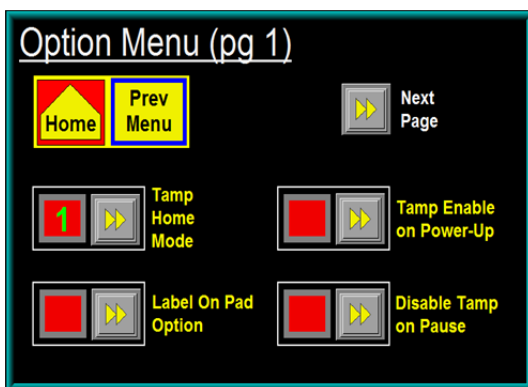 Option Menu (pg 1)
Home
Prev
Menu
Next
Page
1
Tamp
Home
Mode
Tamp Enable
on Power-Up
Label On Pad
Option
Disable Tamp
on Pause